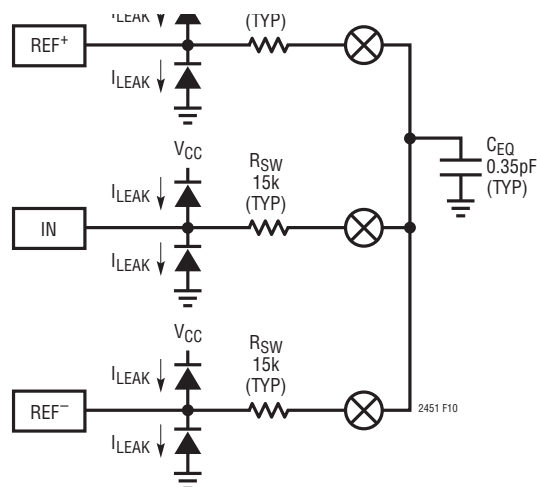 ILEAK
(TYP)
REF+
ILEAK
VCC
RSW
15k
(TYP)
ILEAK
IN
ILEAK
CEQ
0.35pF
(TYP)
VCC
RSW
15k
(TYP)
ILEAK
REF–
ILEAK
2451 F10